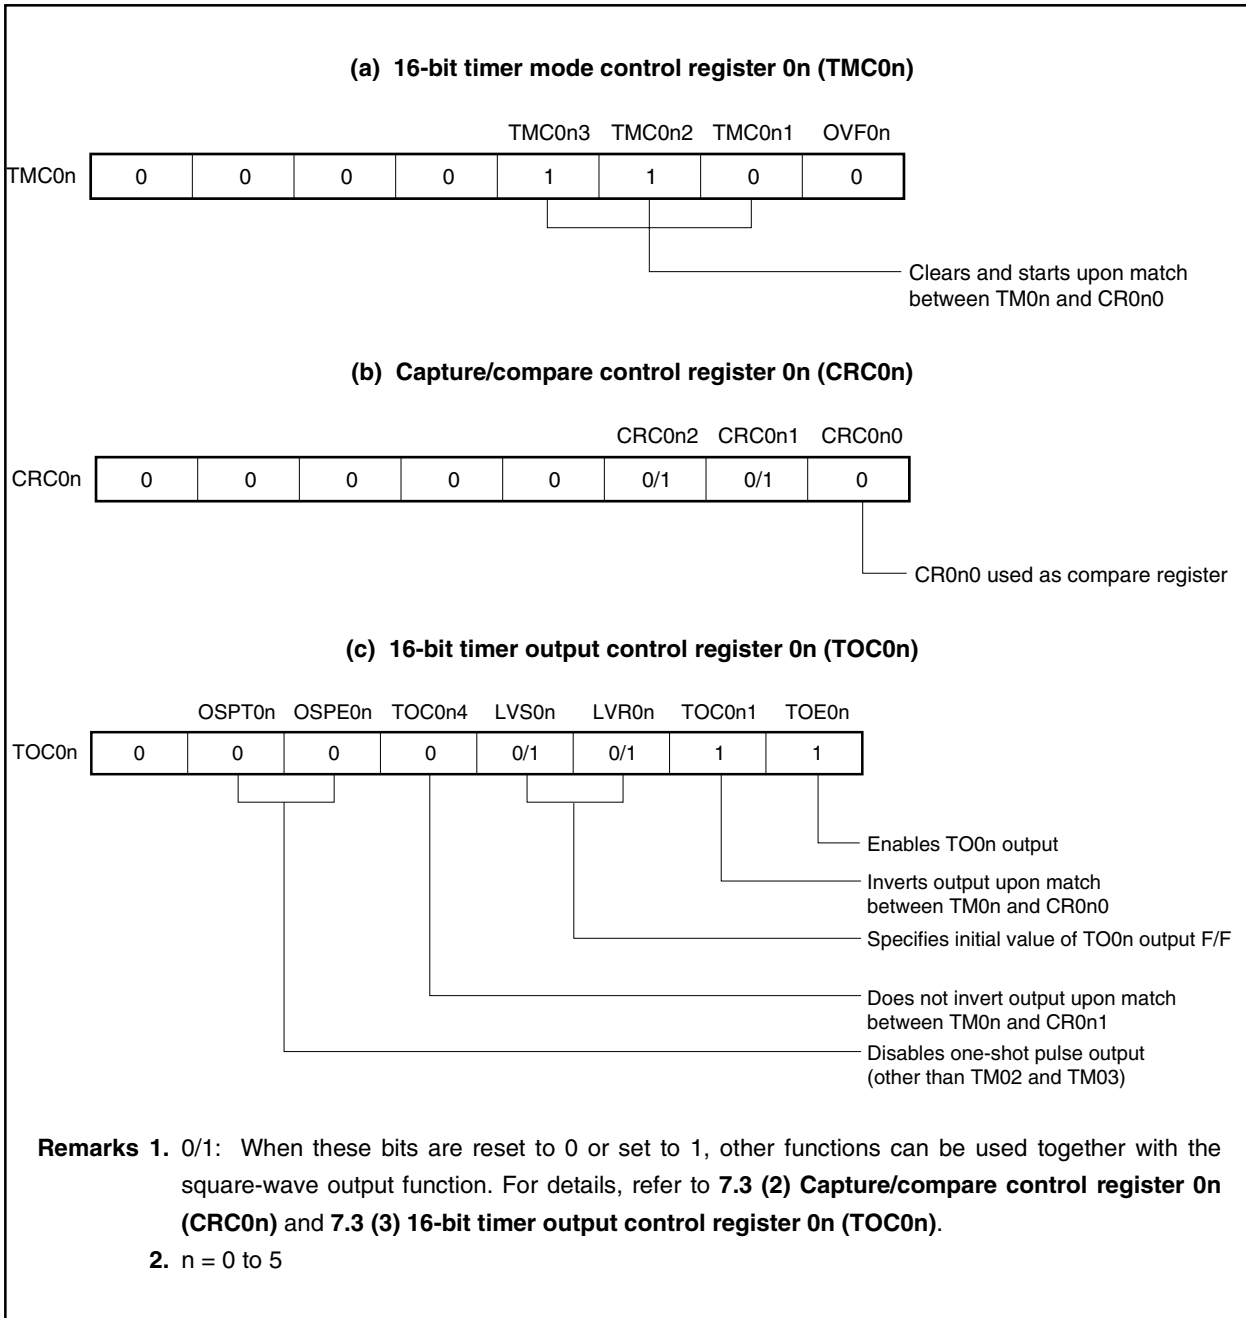 (a) 16-bit timer mode control register 0n (TMC0n)
TMC0n3 TMC0n2 TMC0n1 OVF0n
TMC0n 0 0 0 0 1 1 0 0
Clears and starts upon match
between TM0n and CR0n0
(b) Capture/compare control register 0n (CRC0n)
CRC0n2 CRC0n1 CRC0n0
CRC0n 0 0 0 0 0 0/1 0/1 0
CR0n0 used as compare register
(c) 16-bit timer output control register 0n (TOC0n)
OSPT0n OSPE0n TOC0n4 LVS0n LVR0n TOC0n1 TOE0n
TOC0n 0 0 0 0 0/1 0/1 1 1
Enables TO0n output
Inverts output upon match
between TM0n and CR0n0
Specifies initial value of TO0n output F/F
Does not invert output upon match
between TM0n and CR0n1
Disables one-shot pulse output
(other than TM02 and TM03)
Remarks 1. 0/1: When these bits are reset to 0 or set to 1, other functions can be used together with the
square-wave output function. For details, refer to 7.3 (2) Capture/compare control register 0n
(CRC0n) and 7.3 (3) 16-bit timer output control register 0n (TOC0n).
2. n = 0 to 5